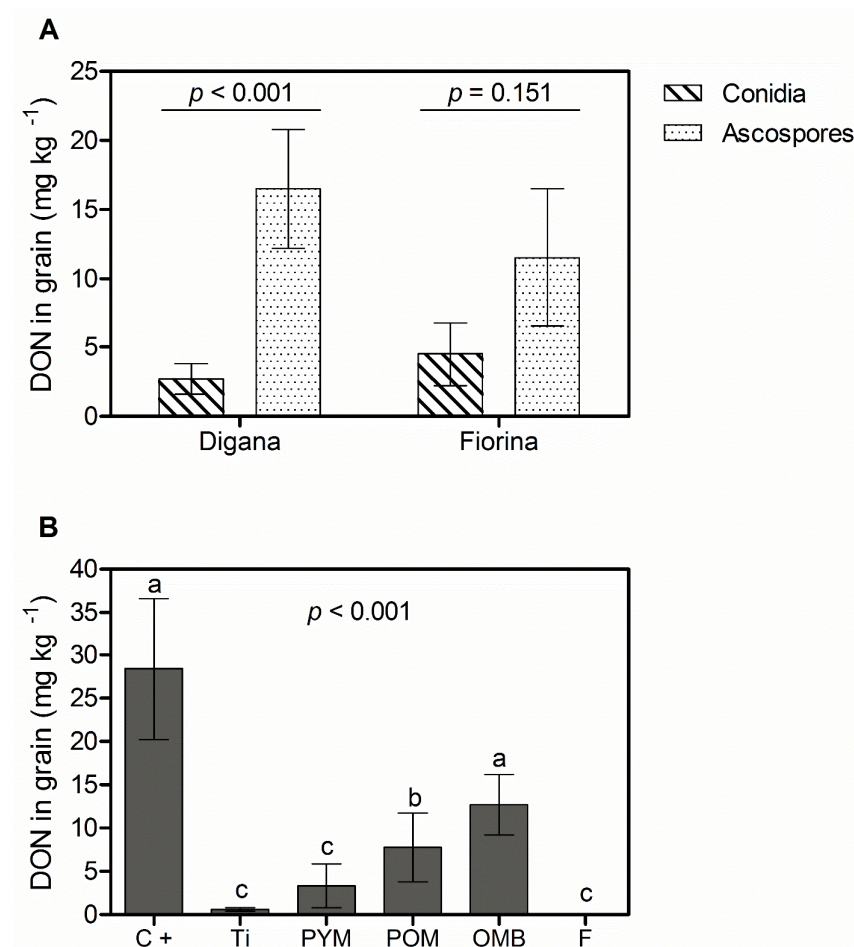 A
DON in grain (mg kg -1)
25
20
15
10
5
0
p < 0.001
p = 0.151
Conidia
Ascospores
Digana
Fiorina
B
DON in grain (mg kg -1)
40
35
30
25
20
15
10
5
0
p < 0.001
a
c
c
b
a
c
C +
Ti
PYM
POM
OMB
F